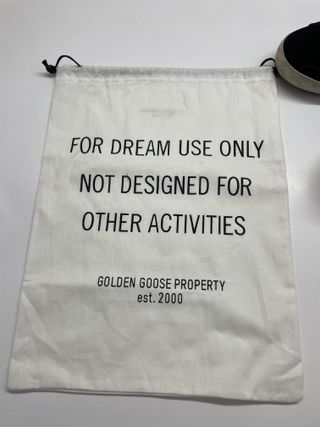 FOR DREAM USE ONLY
NOT DESIGNED FOR
OTHER ACTIVITIES
GOLDEN GOOSE PROPERTY
est. 2000